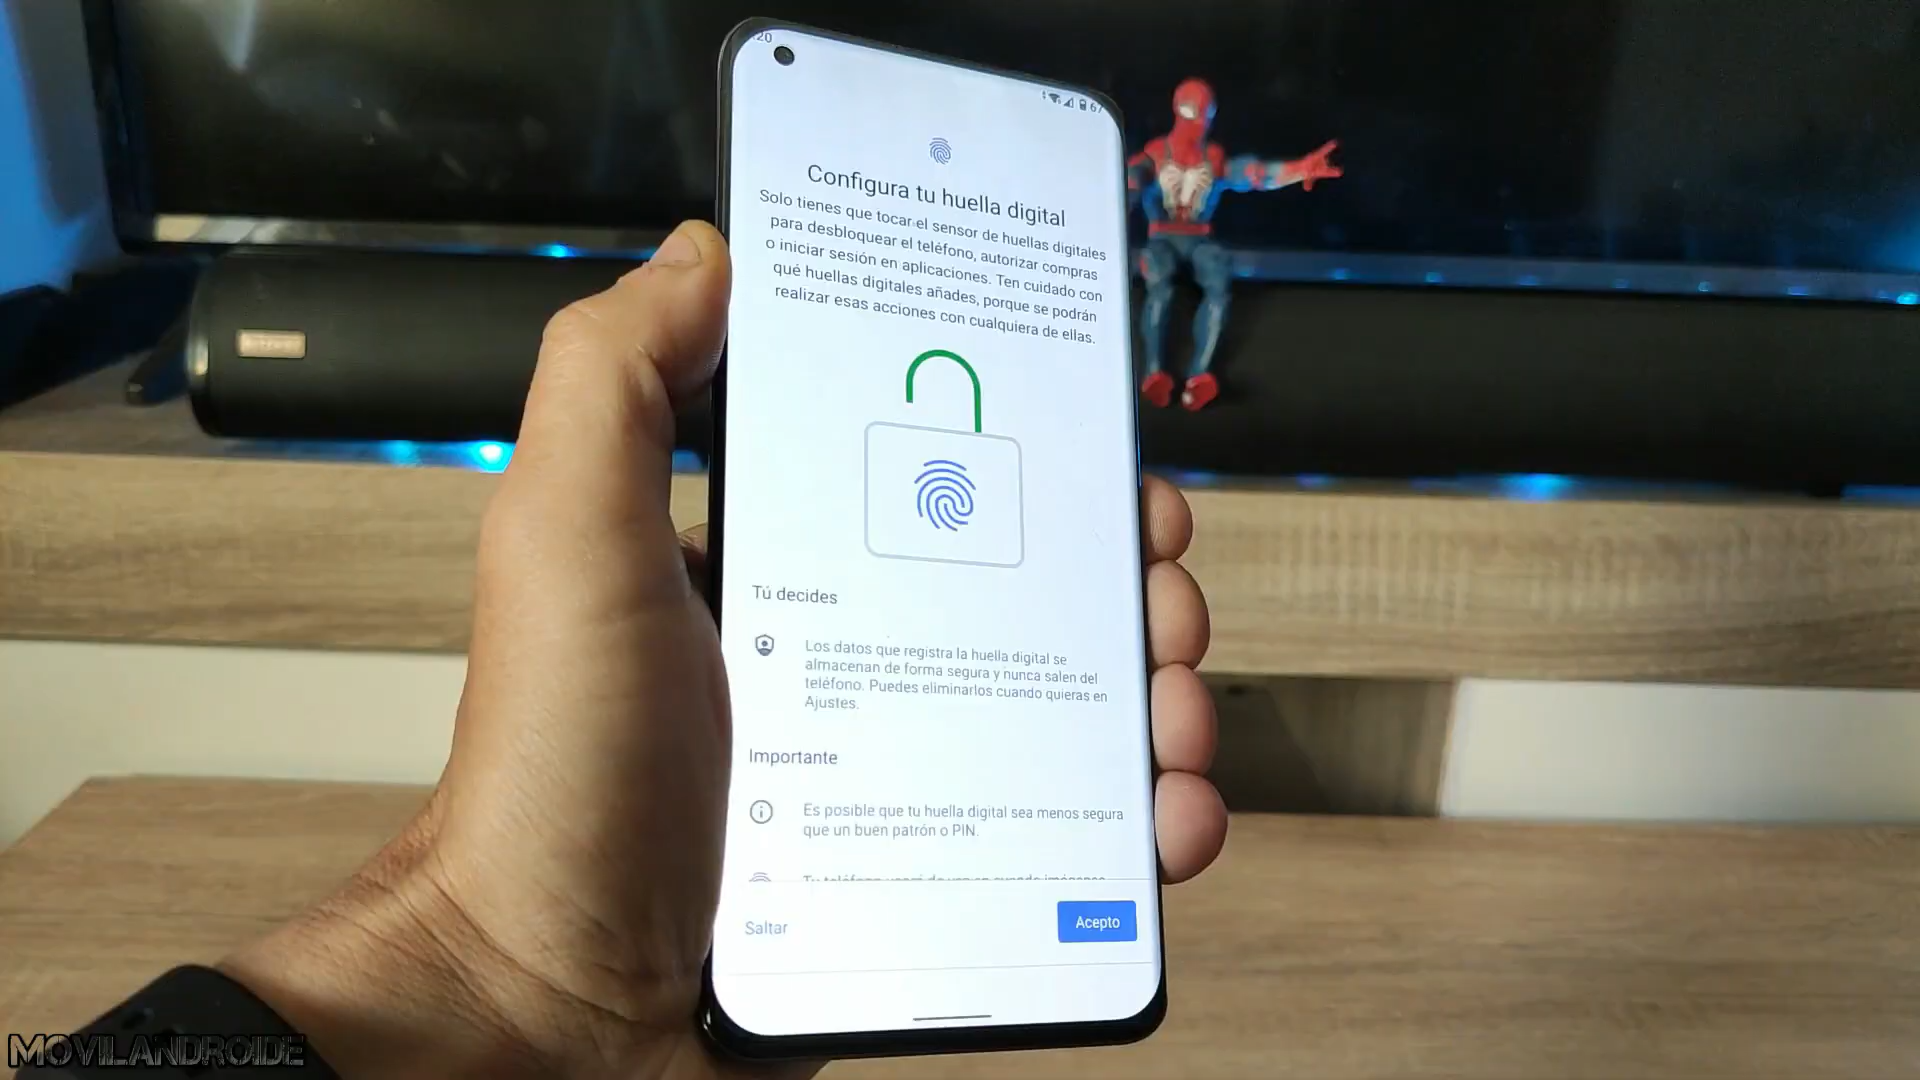 :20
67
Configura tu huella digital
Solo tienes que tocar el sensor de huellas digitales
para desbloquear el teléfono, autorizar compras
o iniciar sesión en aplicaciones. Ten cuidado con
qué huellas digitales añades, porque se podrán
realizar esas acciones con cualquiera de ellas.
Tú decides
Los datos que registra la huella digital se
almacenan de forma segura y nunca salen del
teléfono. Puedes eliminarlos cuando quieras en
Ajustes.
Importante
Es posible que tu huella digital sea menos segura
que un buen patrón o PIN.
Saltar
Acepto
MOVILANDROIDE